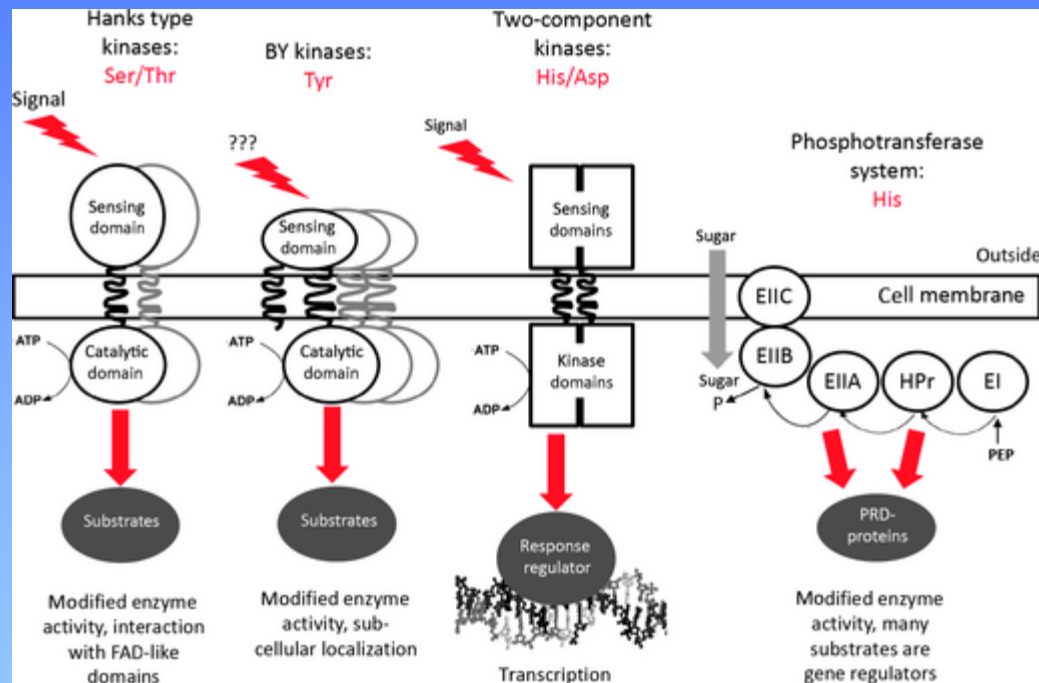 Hanks type
kinases:
Ser/Thr
Signal
Sensing
domain
ATP
ADP
Catalytic
domain
Substrates
Modified enzyme
activity, interaction
with FAD-like
domains
BY kinases:
Tyr
???
Sensing
domain
ATP
ADP
Catalytic
domain
Substrates
Modified enzyme
activity, sub-
cellular localization
Two-component
kinases:
His/Asp
Signal
Sensing
domains
ATP
ADP
Kinase
domains
Response
regulator
Transcription
Phosphotransferase
system:
His
Sugar
Outside
Cell membrane
EIIC
EIIB
EIIA
HPr
EI
Sugar
P
PEP
PRD-
proteins
Modified enzyme
activity, many
substrates are
gene regulators